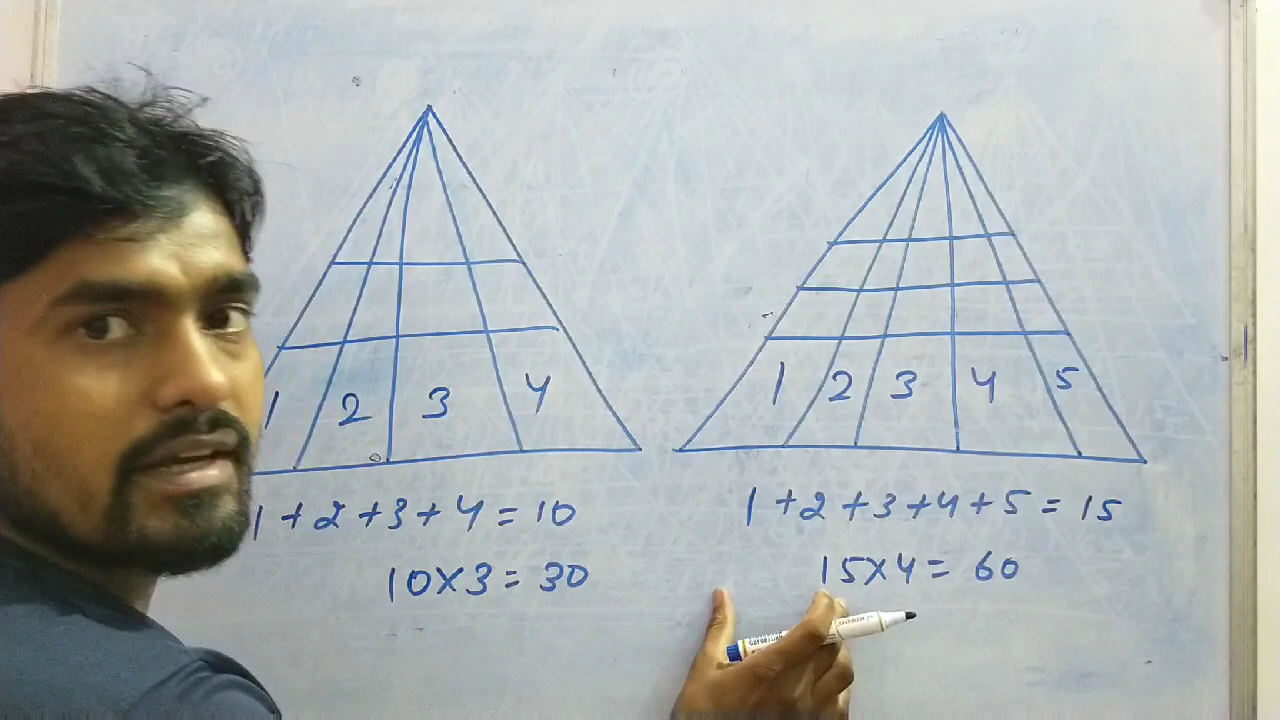 1 2 3 4
1 + 2 + 3 + 4 = 10
10 X 3 = 30
1 2 3 4 5
1 + 2 + 3 + 4 + 5 = 15
15 X 4 = 60